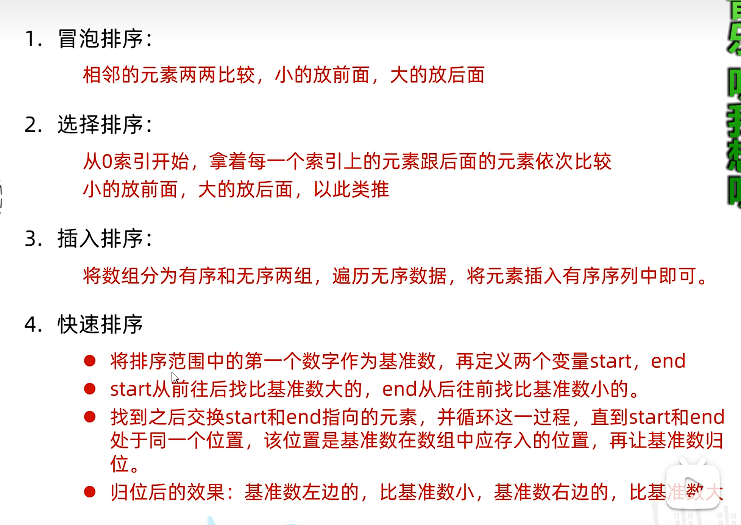 1. 冒泡排序：
相邻的元素两两比较，小的放前面，大的放后面
2. 选择排序：
从0索引开始，拿着每一个索引上的元素跟后面的元素依次比较
小的放前面，大的放后面，以此类推
3. 插入排序：
将数组分为有序和无序两组，遍历无序数据，将元素插入有序序列中即可。
4. 快速排序
● 将排序范围中的第一个数字作为基准数，再定义两个变量start，end
● start从前往后找比基准数大的，end从后往前找比基准数小的。
● 找到之后交换start和end指向的元素，并循环这一过程，直到start和end
处于同一个位置，该位置是基准数在数组中应存入的位置，再让基准数归
位。
● 归位后的效果：基准数左边的，比基准数小，基准数右边的，比基准数大